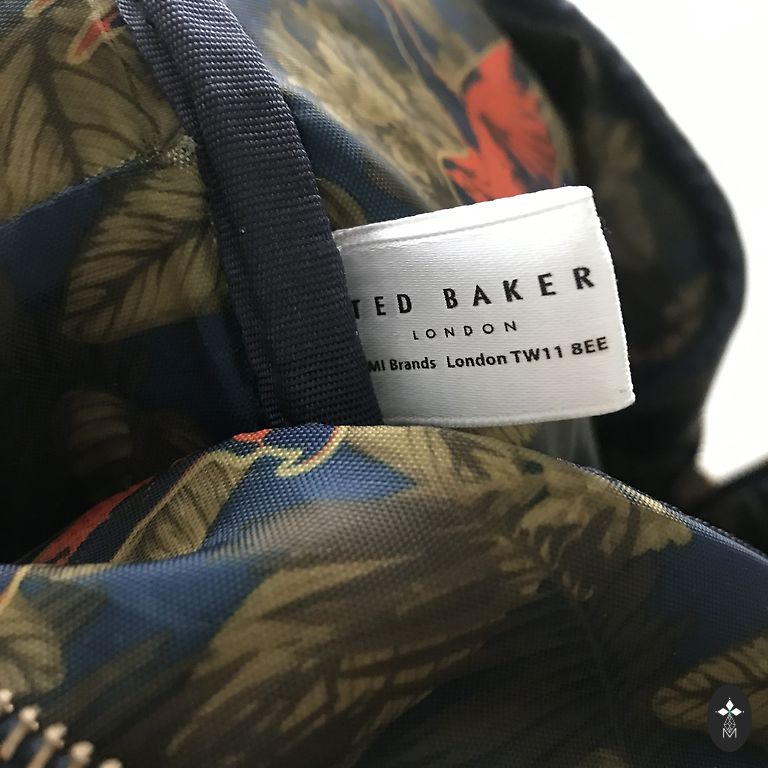 TED BAKER
LONDON
MI Brands London TW11 8EE
M